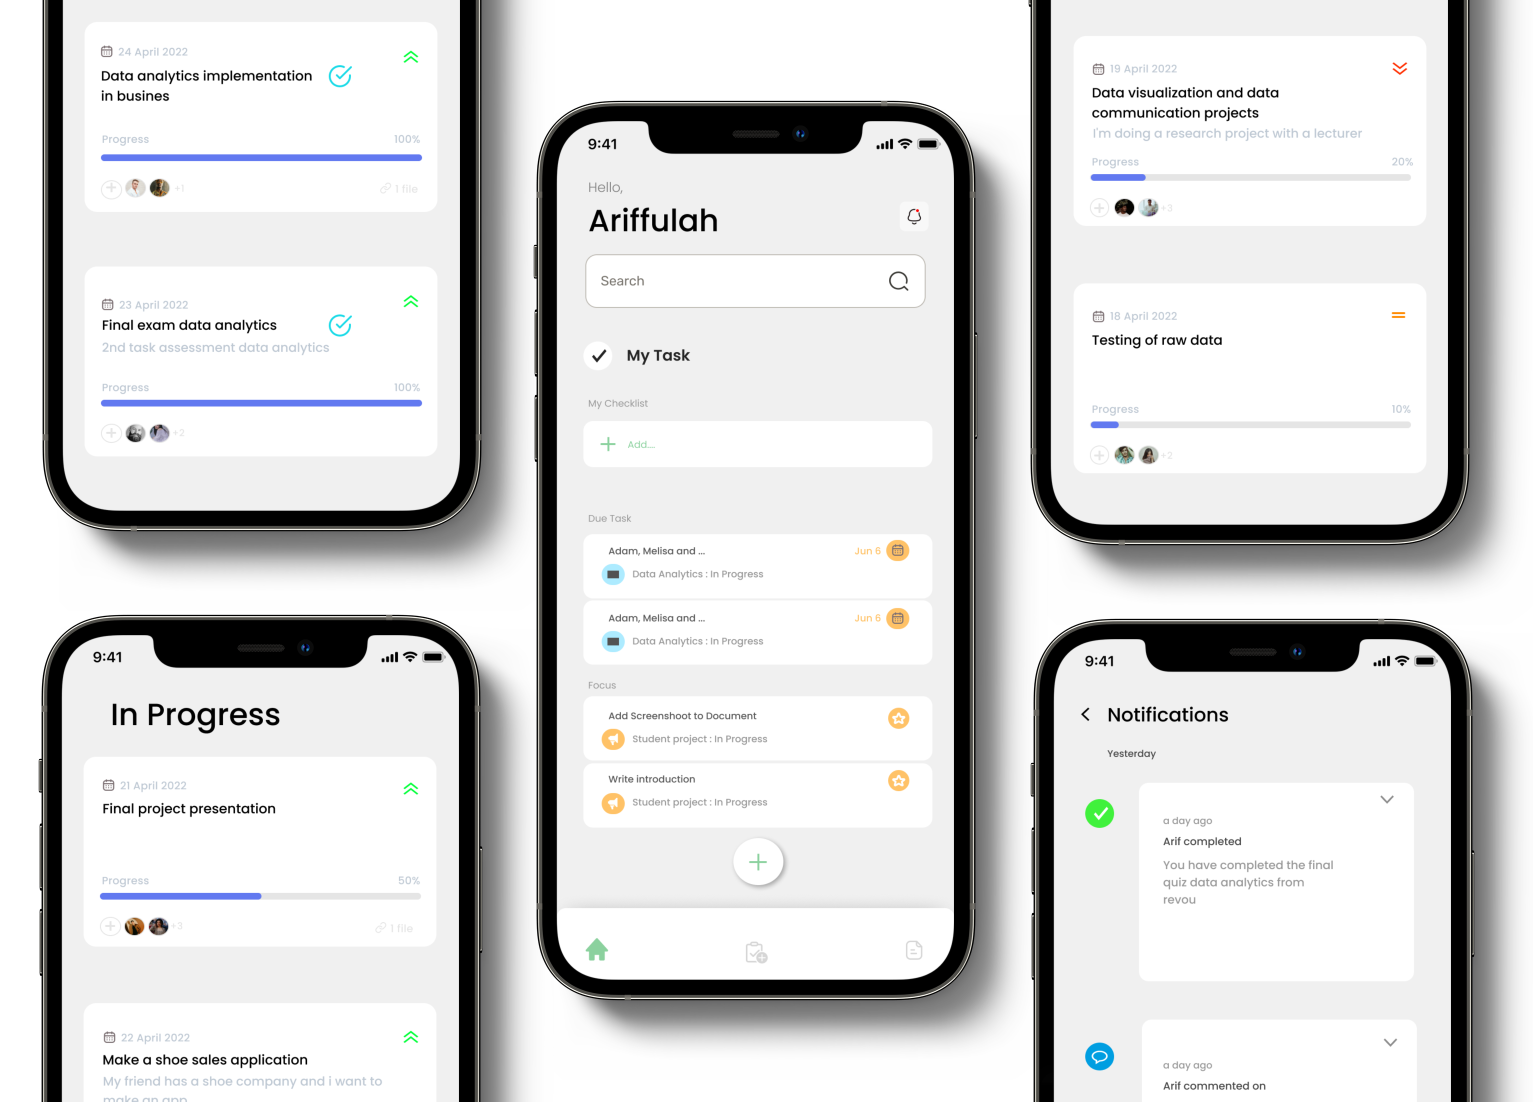 24 April 2022
Data analytics implementation
in busines
Progress
100%
+1
1 file
23 April 2022
Final exam data analytics
2nd task assessment data analytics
Progress
100%
+2
9:41
In Progress
21 April 2022
Final project presentation
Progress
50%
+3
1 file
22 April 2022
Make a shoe sales application
My friend has a shoe company and i want to
make an app
9:41
Hello,
Ariffulah
Search
My Task
My Checklist
Add...
Due Task
Adam, Melisa and ...
Jun 6
Data Analytics : In Progress
Adam, Melisa and ...
Jun 6
Data Analytics : In Progress
Focus
Add Screenshoot to Document
Student project : In Progress
Write introduction
Student project : In Progress
19 April 2022
Data visualization and data
communication projects
I'm doing a research project with a lecturer
Progress
20%
+3
18 April 2022
Testing of raw data
Progress
10%
+2
9:41
Notifications
Yesterday
a day ago
Arif completed
You have completed the final
quiz data analytics from
revou
a day ago
Arif commented on